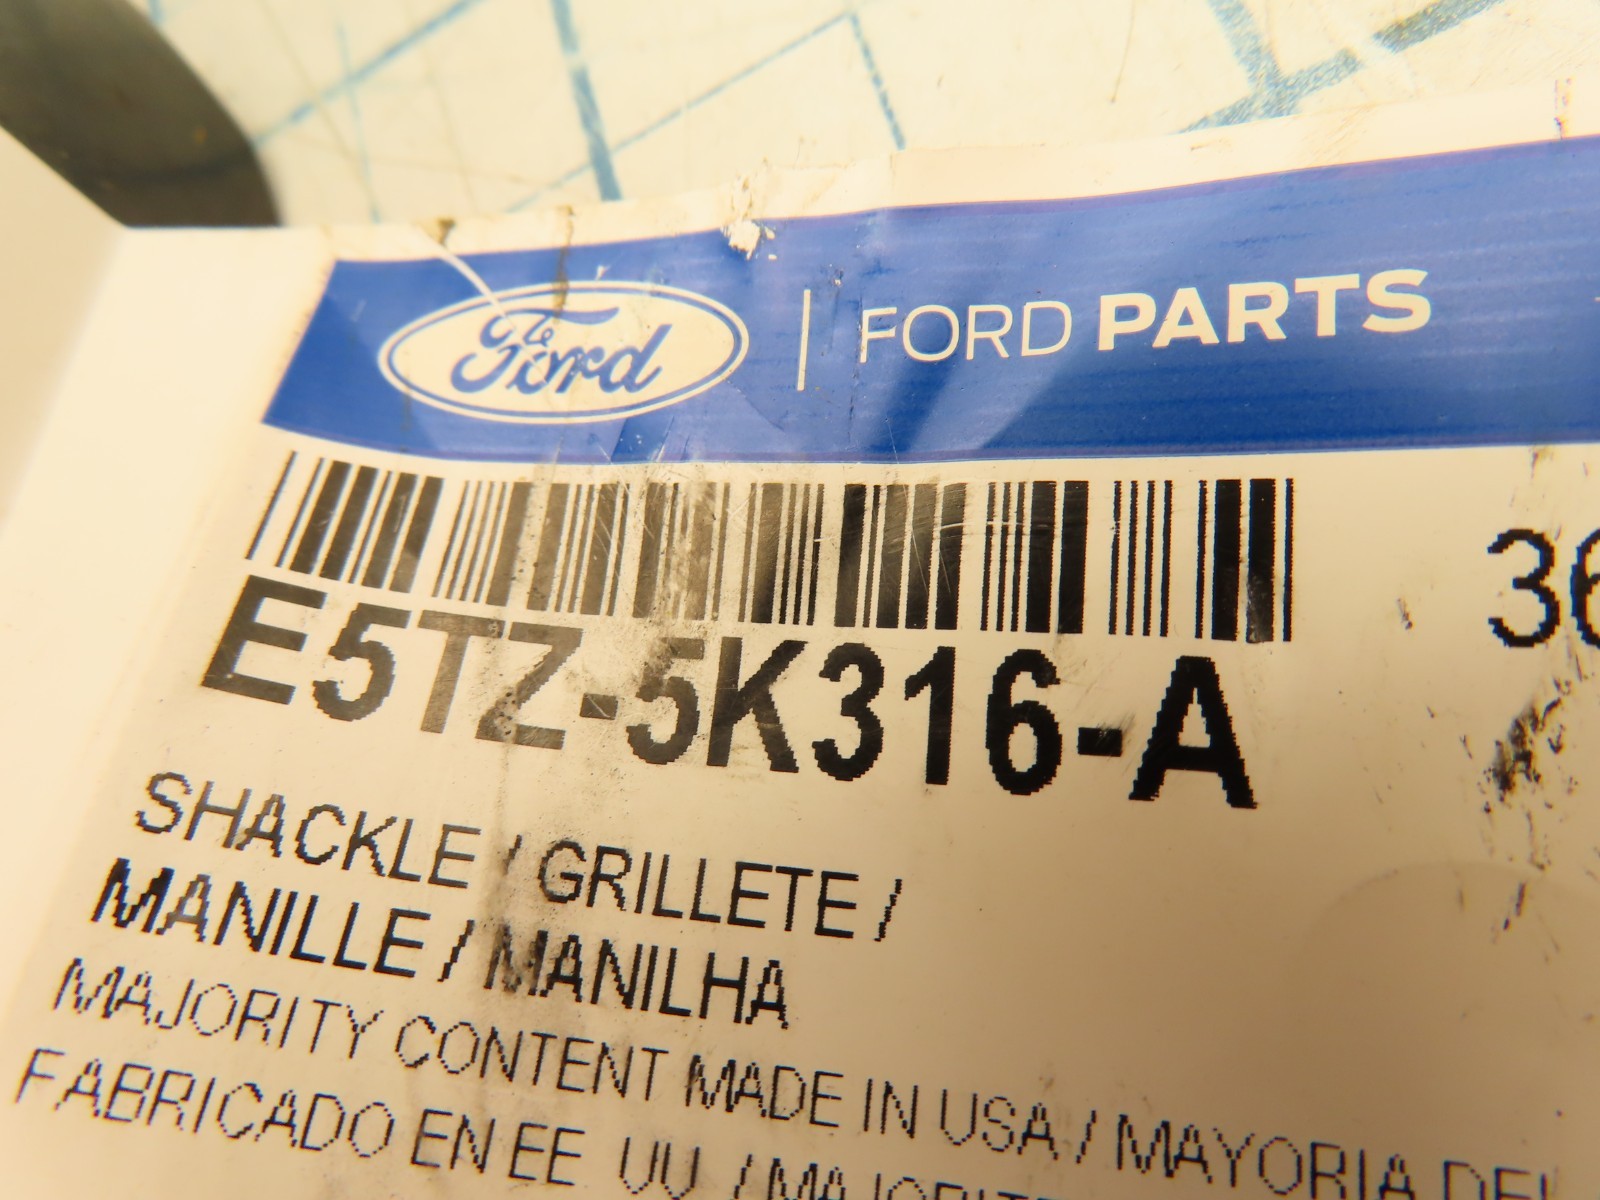 Ford | FORD PARTS
36
E5TZ-5K316-A
SHACKLE / GRILLETE /
MANILLE / MANILHA
MAJORITY CONTENT MADE IN USA / MAYORIA DEL
FABRICADO EN EE UU / MAJORITE